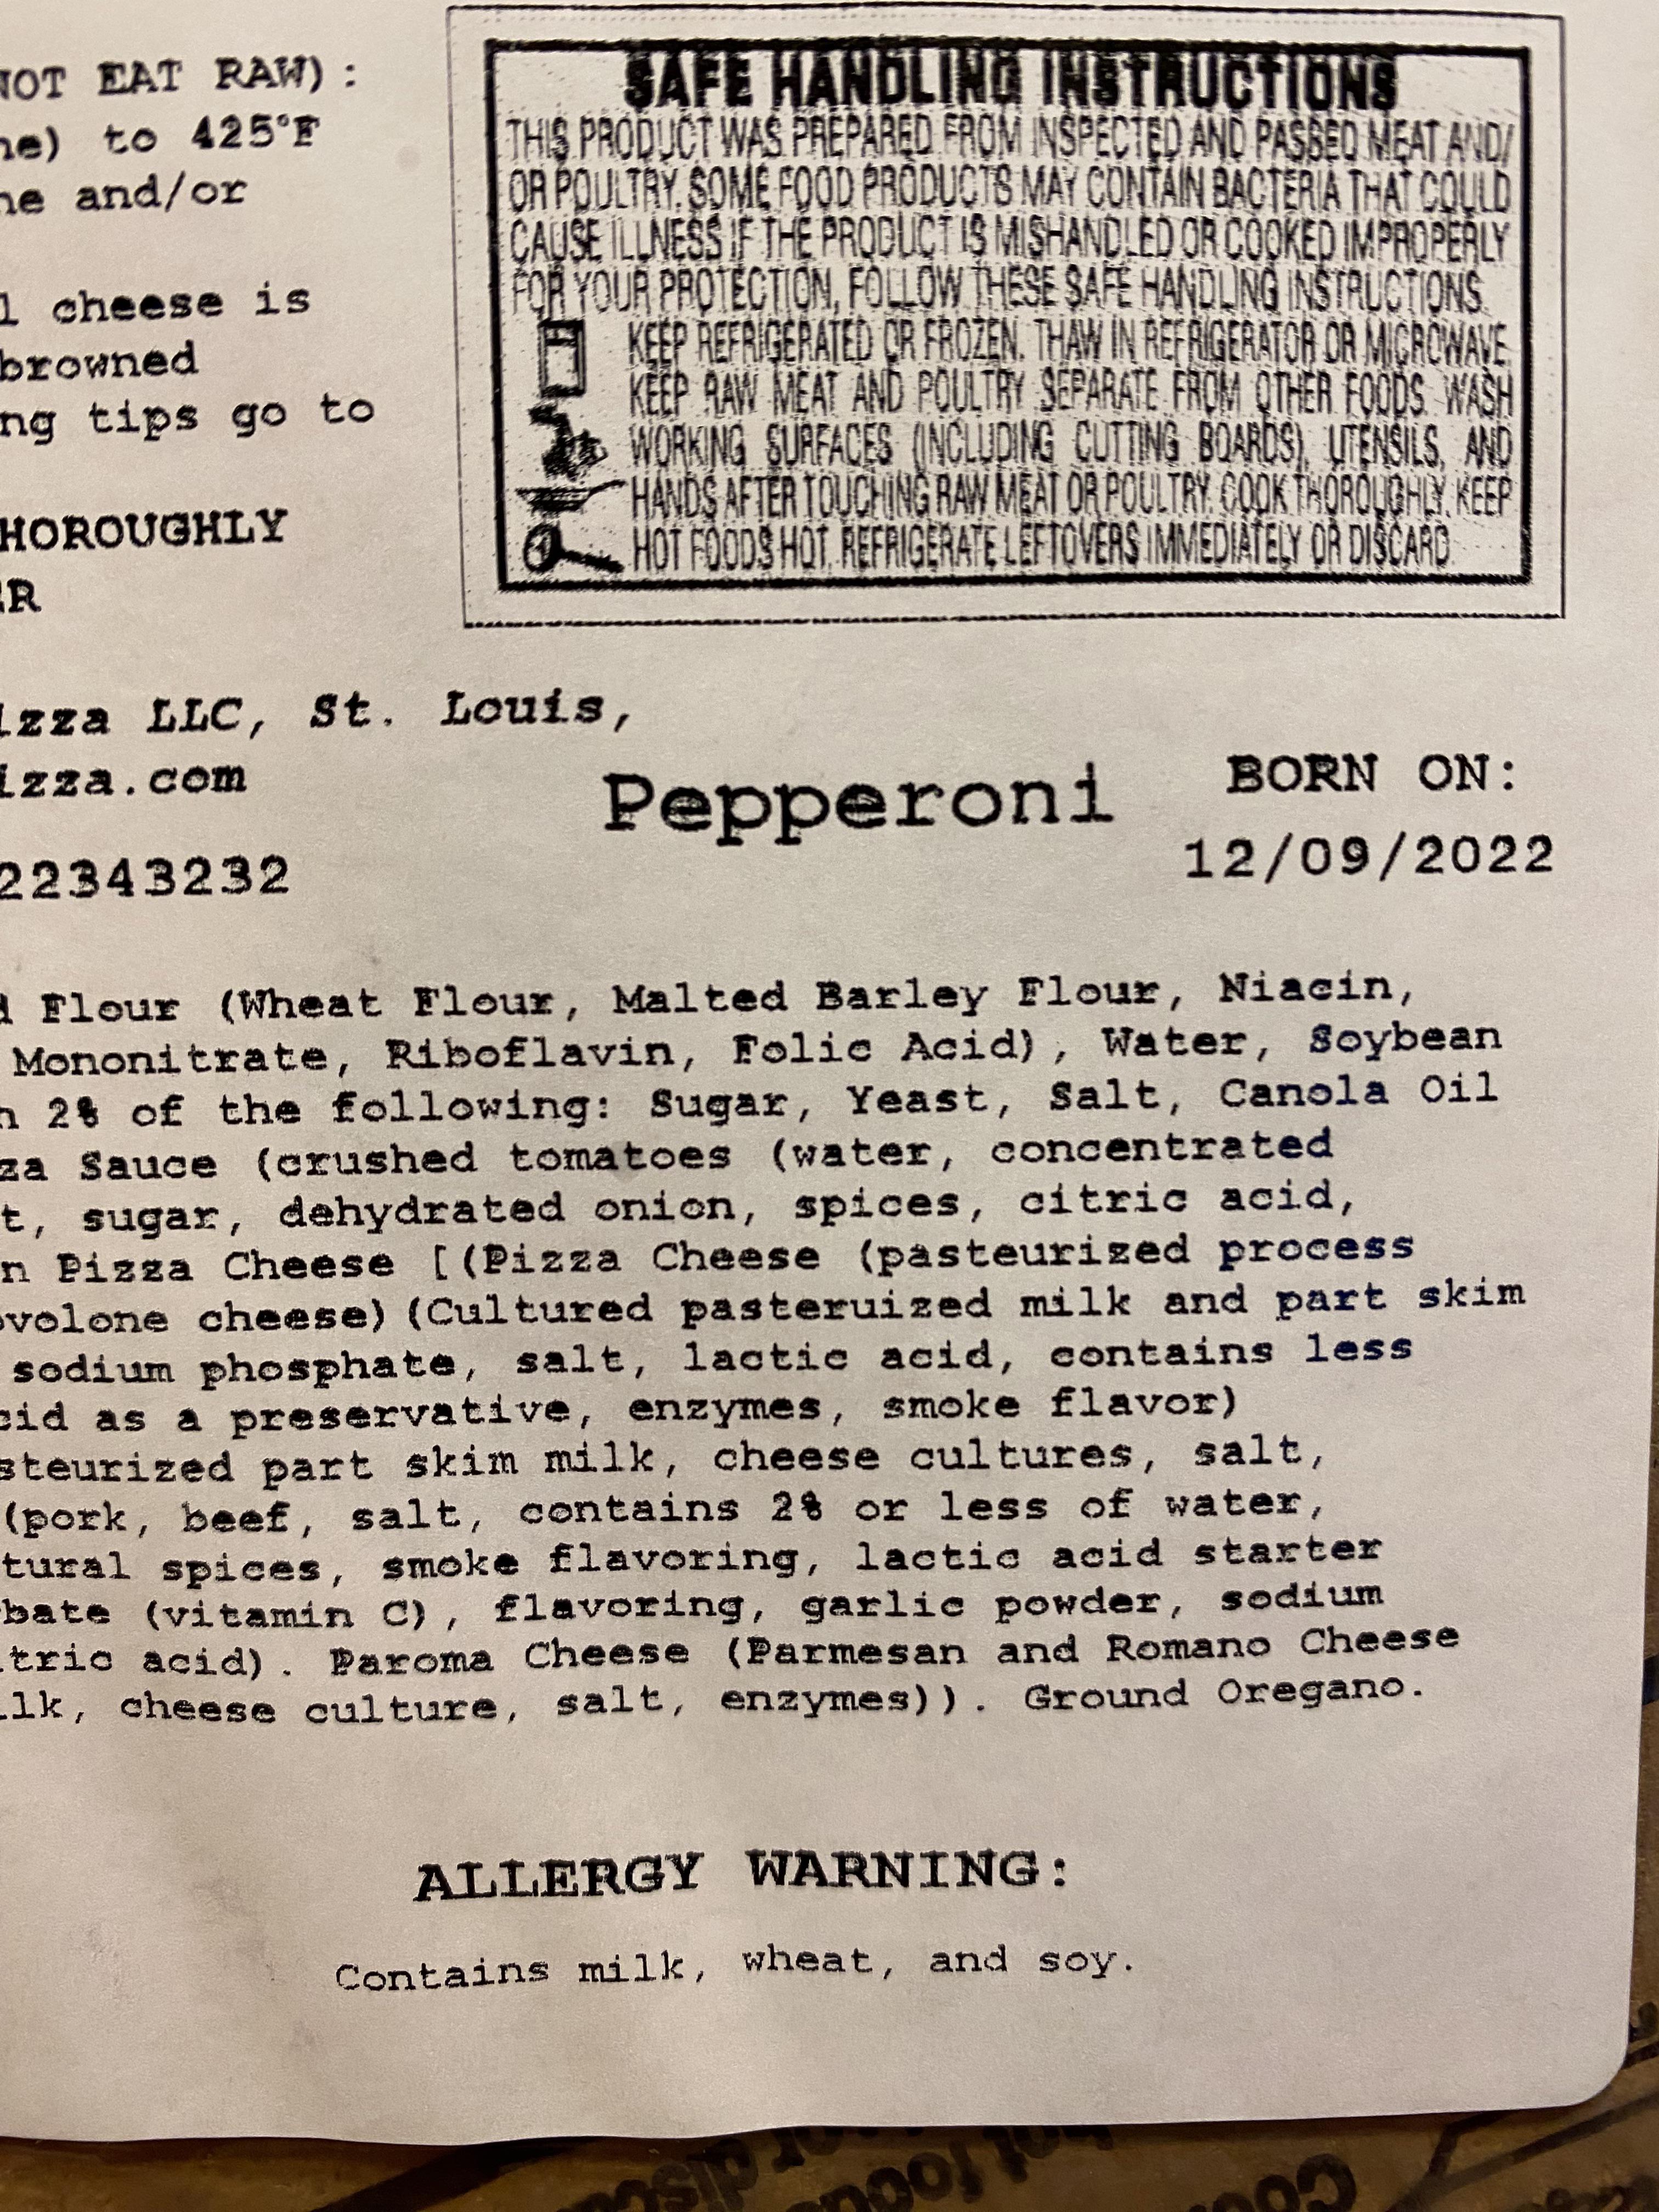 NOT EAT RAW):
to 425°F
and/or
cheese is
browned
tips go to
THOROUGHLY
SAFE HANDLING INSTRUCTIONS
THIS PRODUCT WAS PREPARED FROM INSPECTED AND PASSED MEAT AND/
OR POULTRY. SOME FOOD PRODUCTS MAY CONTAIN BACTERIA THAT COULD
CAUSE ILLNESS IF THE PRODUCT IS MISHANDLED OR COOKED IMPROPERLY
FOR YOUR PROTECTION, FOLLOW THESE SAFE HANDLING INSTRUCTIONS.
KEEP REFRIGERATED OR FROZEN. THAW IN REFRIGERATOR OR MICROWAVE.
KEEP RAW MEAT AND POULTRY SEPARATE FROM OTHER FOODS. WASH
WORKING SURFACES (INCLUDING CUTTING BOARDS), UTENSILS, AND
HANDS AFTER TOUCHING RAW MEAT OR POULTRY. COOK THOROUGHLY. KEEP
HOT FOODS HOT. REFRIGERATE LEFTOVERS IMMEDIATELY OR DISCARD.
izza LLC, St. Louis,
izza.com
Pepperoni
BORN ON:
12/09/2022
22343232
d Flour (Wheat Flour, Malted Barley Flour, Niacin,
Mononitrate, Riboflavin, Folic Acid), Water, Soybean
n 2% of the following: Sugar, Yeast, Salt, Canola Oil
za Sauce (crushed tomatoes (water, concentrated
t, sugar, dehydrated onion, spices, citric acid,
n Pizza Cheese [(Pizza Cheese (pasteurized process
ovolone cheese)(Cultured pasteruized milk and part skim
sodium phosphate, salt, lactic acid, contains less
cid as a preservative, enzymes, smoke flavor)
steurized part skim milk, cheese cultures, salt,
(pork, beef, salt, contains 2% or less of water,
tural spices, smoke flavoring, lactic acid starter
bate (vitamin C), flavoring, garlic powder, sodium
itric acid). Paroma Cheese (Parmesan and Romano Cheese
ilk, cheese culture, salt, enzymes)). Ground Oregano.
ALLERGY WARNING:
Contains milk, wheat, and soy.